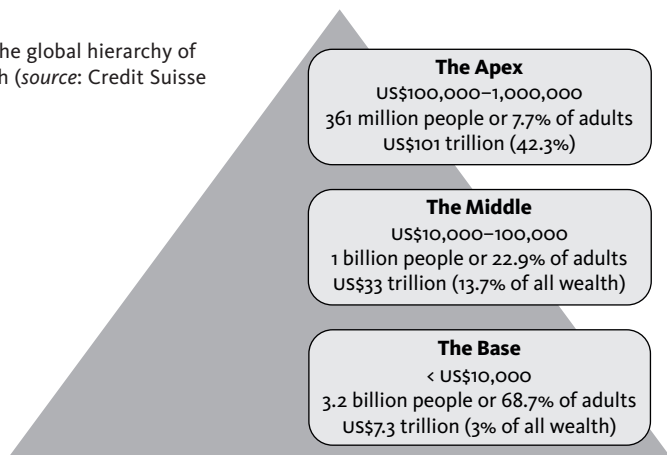 he global hierarchy of
h (source: Credit Suisse
The Apex
US$100,000–1,000,000
361 million people or 7.7% of adults
US$101 trillion (42.3%)
The Middle
US$10,000–100,000
1 billion people or 22.9% of adults
US$33 trillion (13.7% of all wealth)
The Base
< US$10,000
3.2 billion people or 68.7% of adults
US$7.3 trillion (3% of all wealth)